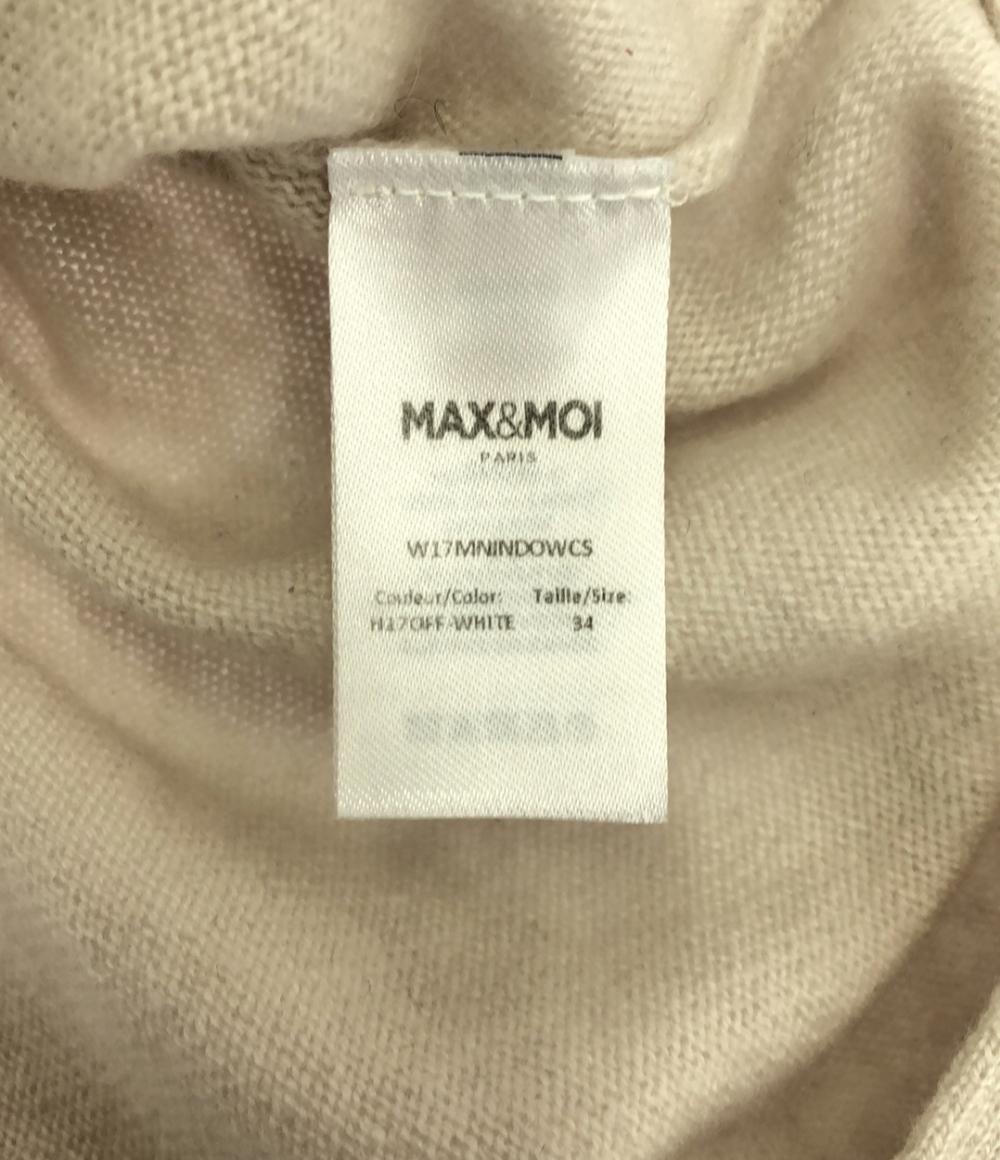 MAX&MOI
PARIS
W17MNINDOWCS
Couleur/Color: Taille/Size:
H17OFF-WHITE 34